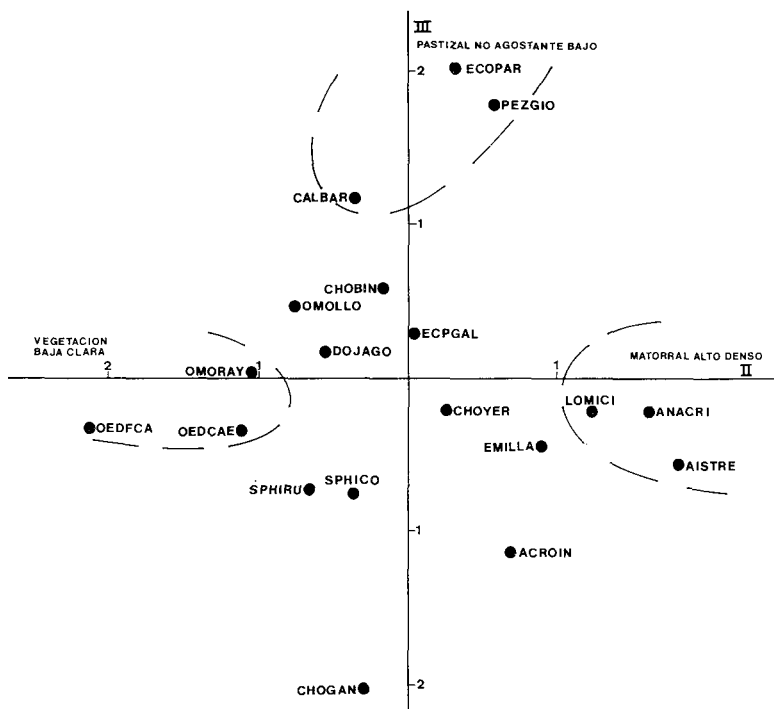 III
PASTIZAL NO AGOSTANTE BAJO
2
ECOPAR
PEZGIO
CALBAR
1
CHOBIN
OMOLLO
ECPGAL
VEGETACION
BAJA CLARA
DOJAGO
MATORRAL ALTO DENSO
2
1
1
II
OMORAY
LOMICI
CHOYER
ANACRI
OEDFCA
OEDCAE
EMILLA
AISTRE
SPHICO
SPHIRU
1
ACROIN
2
CHOGAN